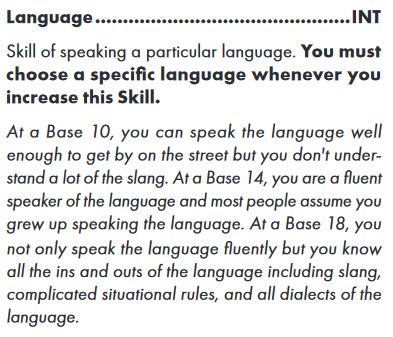 Language..............................................INT
Skill of speaking a particular language. You must
choose a specific language whenever you
increase this Skill.
At a Base 10, you can speak the language well
enough to get by on the street but you don't under-
stand a lot of the slang. At a Base 14, you are a fluent
speaker of the language and most people assume you
grew up speaking the language. At a Base 18, you
not only speak the language fluently but you know
all the ins and outs of the language including slang,
complicated situational rules, and all dialects of the
language.